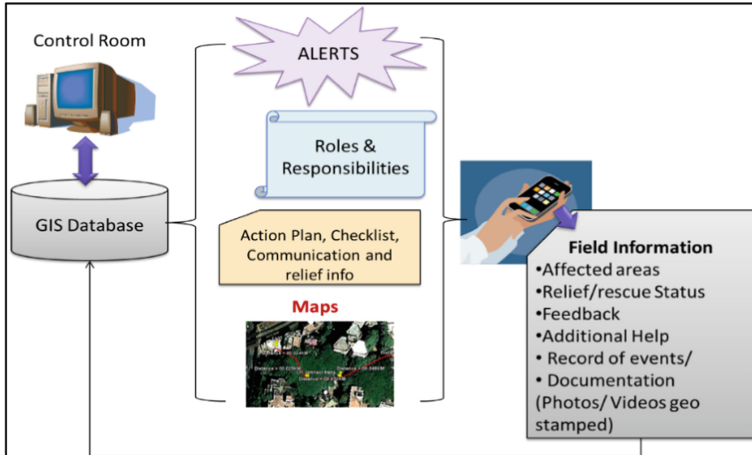 Control Room
GIS Database
ALERTS
Roles &
Responsibilities
Action Plan, Checklist,
Communication and
relief info
Maps
Field Information
•Affected areas
•Relief/rescue Status
•Feedback
•Additional Help
• Record of events/
• Documentation
(Photos/ Videos geo
stamped)